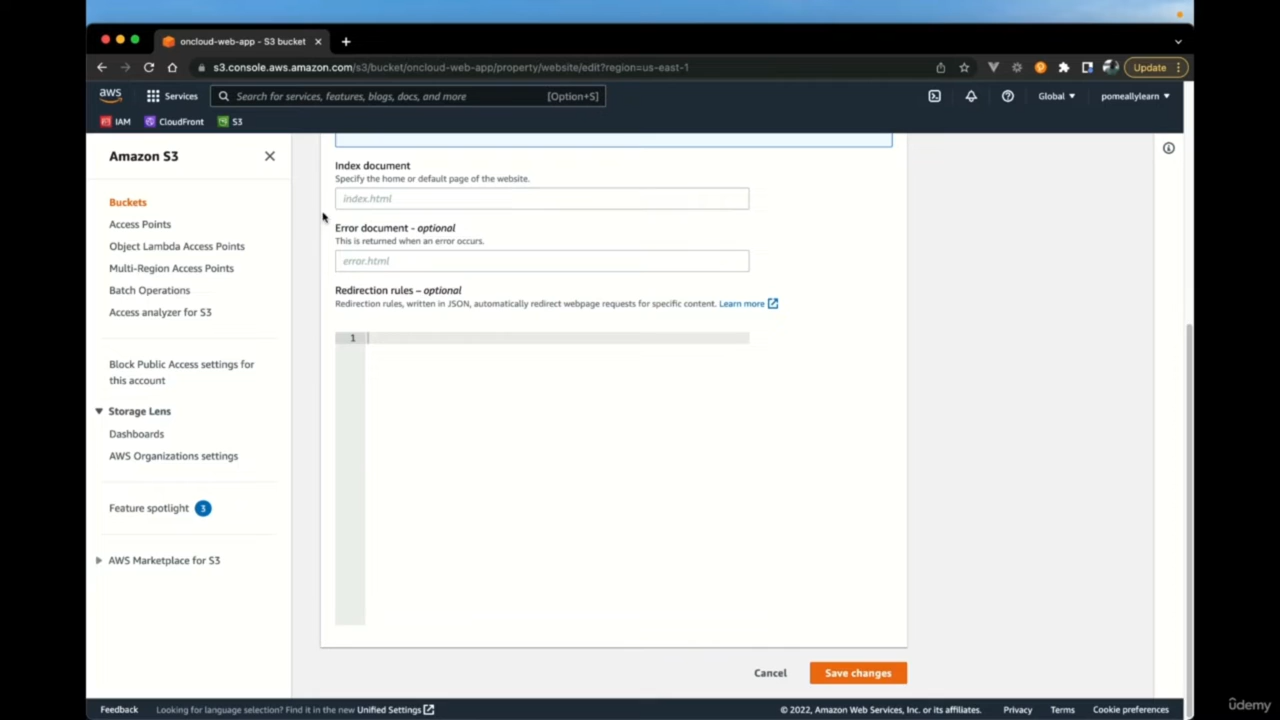 oncloud-web-app - S3 bucket
s3.console.aws.amazon.com/s3/bucket/oncloud-web-app/property/website/edit?region=us-east-1
Update
aws
Services
Search for services, features, blogs, docs, and more
[Option+S]
Global
pomeallylearn
IAM
CloudFront
S3
Amazon S3
Buckets
Access Points
Object Lambda Access Points
Multi-Region Access Points
Batch Operations
Access analyzer for S3
Block Public Access settings for
this account
Storage Lens
Dashboards
AWS Organizations settings
Feature spotlight 3
AWS Marketplace for S3
Index document
Specify the home or default page of the website.
index.html
Error document - optional
This is returned when an error occurs.
error.html
Redirection rules – optional
Redirection rules, written in JSON, automatically redirect webpage requests for specific content. Learn more
1
Cancel
Save changes
Feedback
Looking for language selection? Find it in the new Unified Settings
© 2022, Amazon Web Services, Inc. or its affiliates.
Privacy
Terms
Cookie preferences
ûdemy